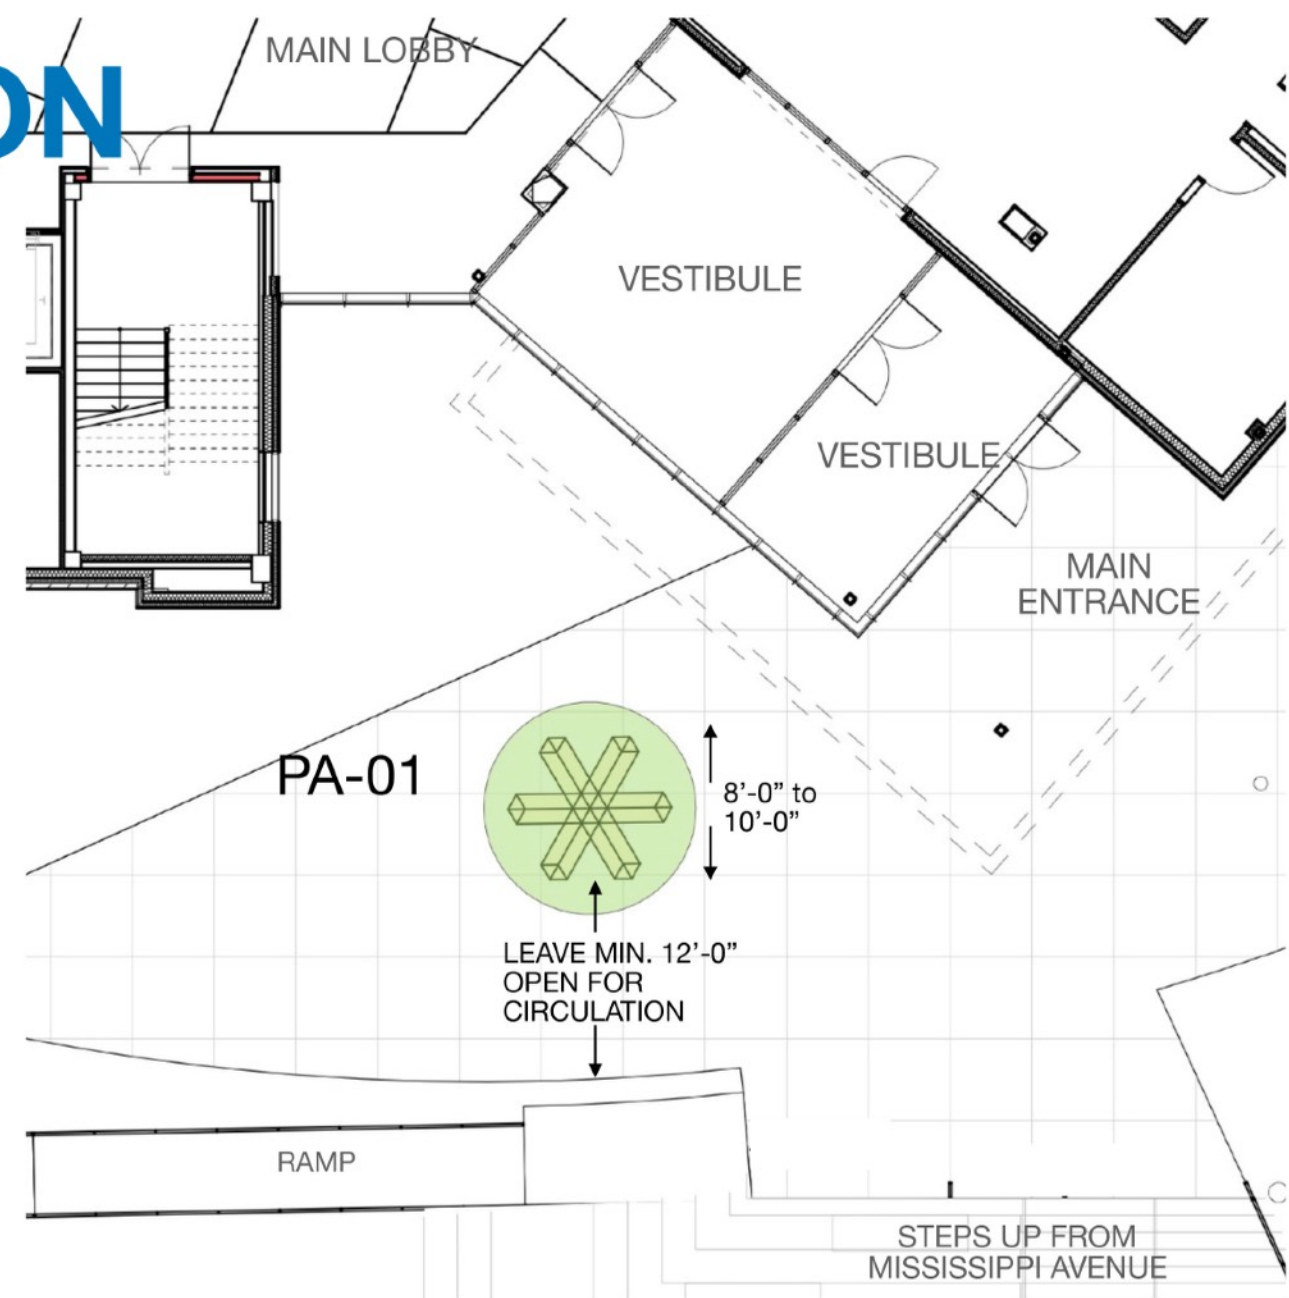 MAIN LOBBY
ON
VESTIBULE
VESTIBULE
MAIN
ENTRANCE
PA-01
8’-0” to
10’-0”
LEAVE MIN. 12’-0”
OPEN FOR
CIRCULATION
RAMP
STEPS UP FROM
MISSISSIPPI AVENUE